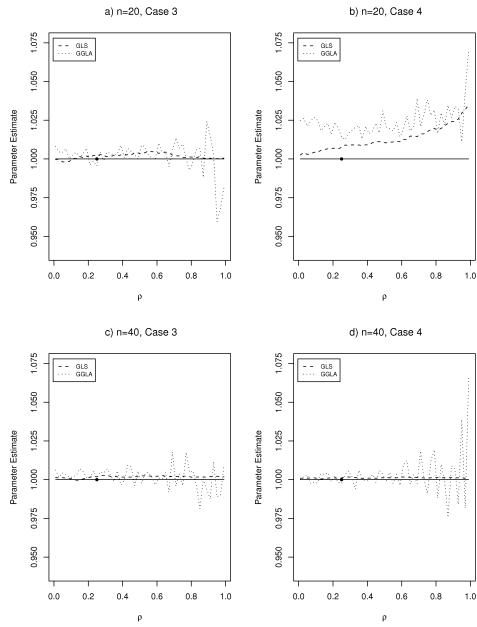 a) n=20, Case 3
GLS
GGLA
Parameter Estimate
0.950 0.975 1.000 1.025 1.050 1.075
0.0 0.2 0.4 0.6 0.8 1.0
ρ
b) n=20, Case 4
GLS
GGLA
Parameter Estimate
0.950 0.975 1.000 1.025 1.050 1.075
0.0 0.2 0.4 0.6 0.8 1.0
ρ
c) n=40, Case 3
GLS
GGLA
Parameter Estimate
0.950 0.975 1.000 1.025 1.050 1.075
0.0 0.2 0.4 0.6 0.8 1.0
ρ
d) n=40, Case 4
GLS
GGLA
Parameter Estimate
0.950 0.975 1.000 1.025 1.050 1.075
0.0 0.2 0.4 0.6 0.8 1.0
ρ